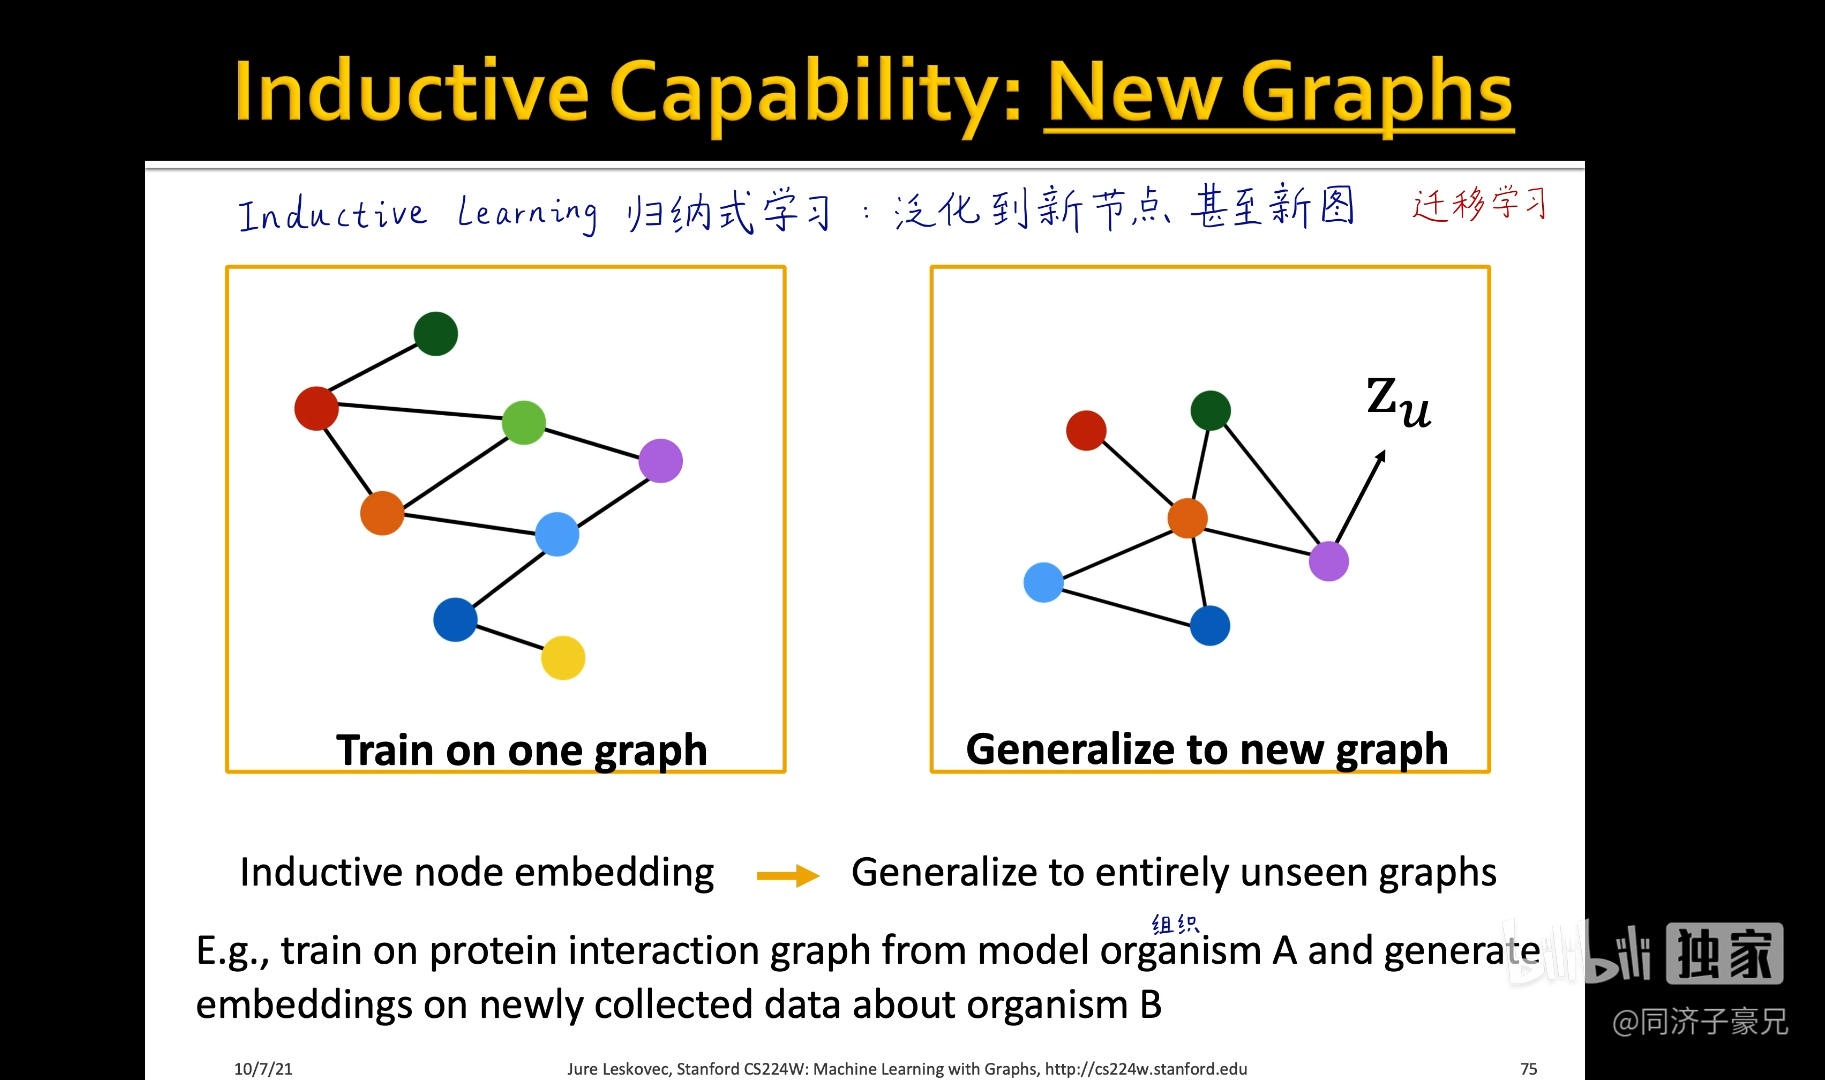 Inductive Capability: New Graphs
Inductive Learning 归纳式学习：泛化到新节点 甚至新图 迁移学习
z_u
Train on one graph
Generalize to new graph
Inductive node embedding
Generalize to entirely unseen graphs
组织
E.g., train on protein interaction graph from model organism A and generate
embeddings on newly collected data about organism B
bilibili 独家
@同济子豪兄
10/7/21
Jure Leskovec, Stanford CS224W: Machine Learning with Graphs, http://cs224w.stanford.edu
75